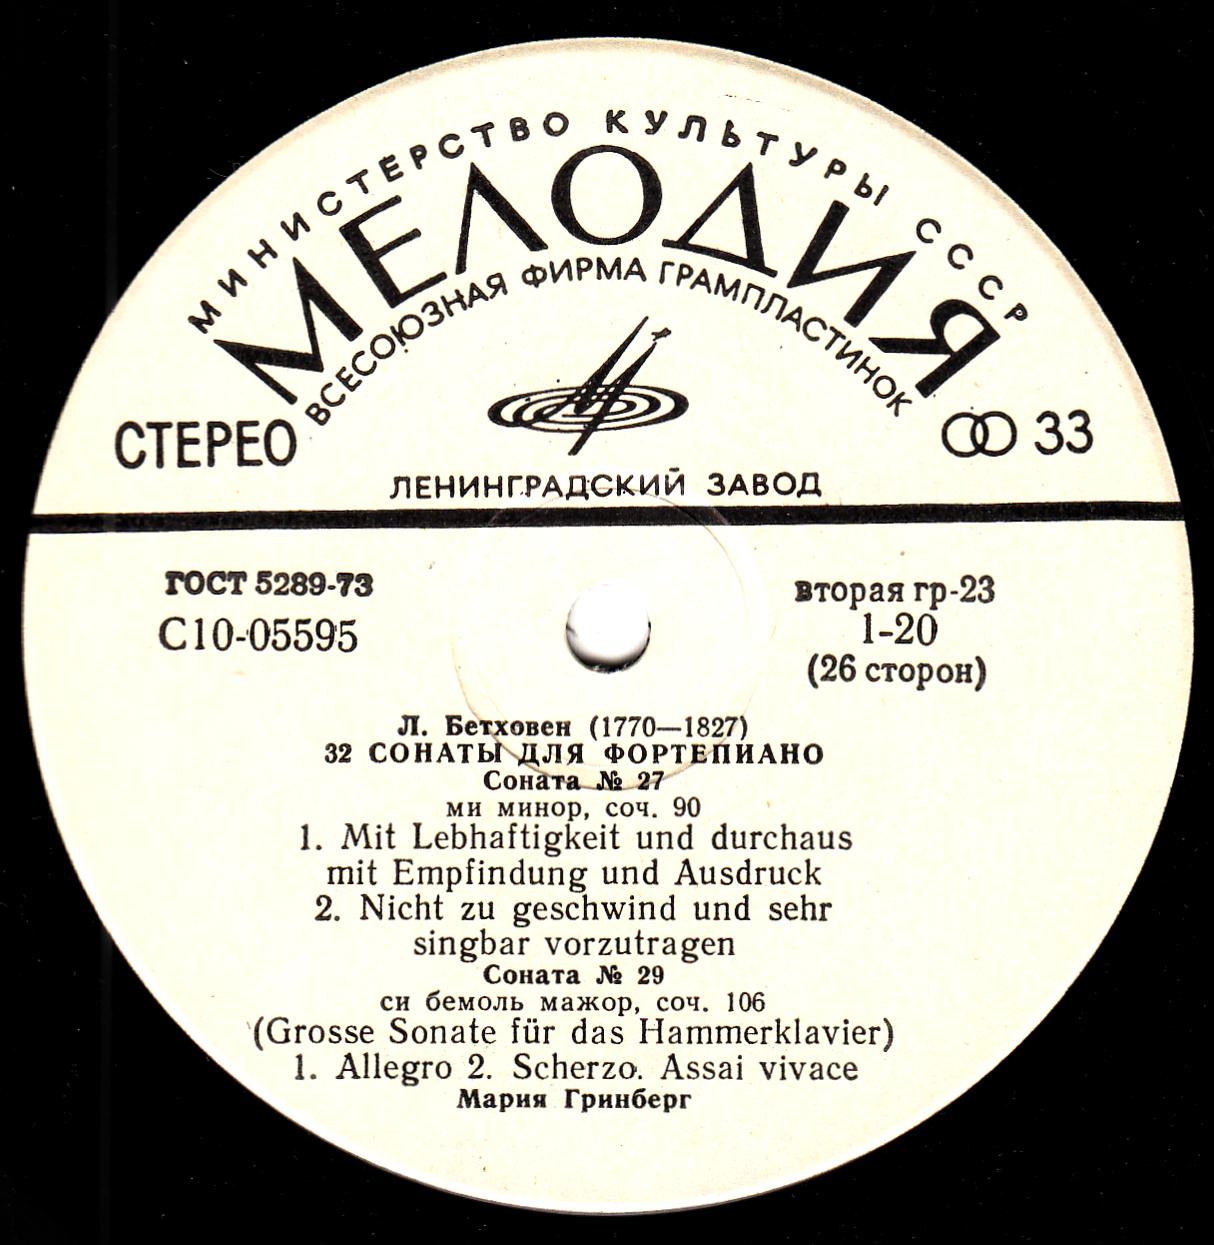 МИНИСТЕРСТВО КУЛЬТУРЫ СССР
МЕЛОДИЯ
ВСЕСОЮЗНАЯ ФИРМА ГРАМПЛАСТИНОК
СТЕРЕО
33
ЛЕНИНГРАДСКИЙ ЗАВОД
ГОСТ 5289-73
С10-05595
вторая гр-23
1-20
(26 сторон)
Л. Бетховен (1770—1827)
32 СОНАТЫ ДЛЯ ФОРТЕПИАНО
Соната № 27
ми минор, соч. 90
1. Mit Lebhaftigkeit und durchaus
mit Empfindung und Ausdruck
2. Nicht zu geschwind und sehr
singbar vorzutragen
Соната № 29
си бемоль мажор, соч. 106
(Grosse Sonate für das Hammerklavier)
1. Allegro 2. Scherzo. Assai vivace
Мария Гринберг